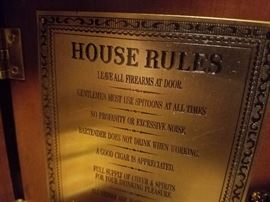 HOUSE RULES
LEAVE ALL FIREARMS AT DOOR.
GENTLEMEN MUST USE SPITOONS AT ALL TIMES
NO PROFANITY OR EXCESSIVE NOISE.
BARTENDER DOES NOT DRINK WHEN WORKING.
A GOOD CIGAR IS APPRECIATED.
FULL SUPPLY OF & SPIRITS
FOR YOUR DRINKING PLEASURE